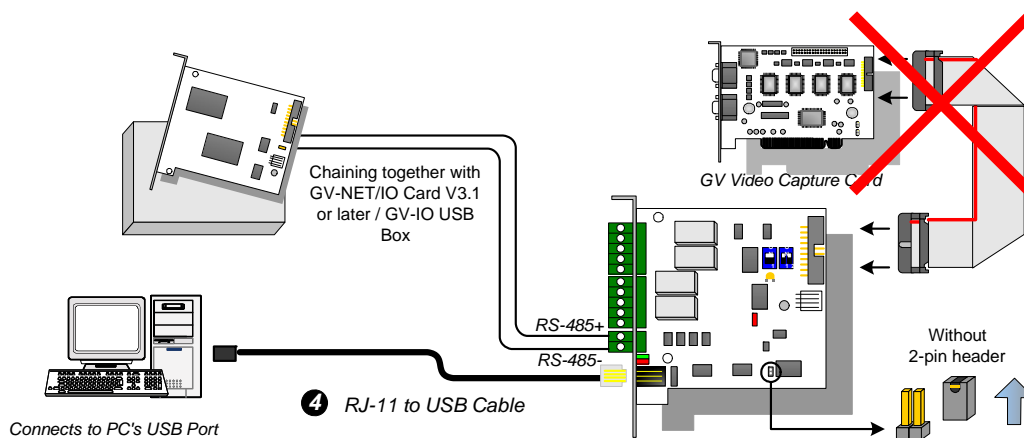 Chaining together with
GV-NET/IO Card V3.1
or later / GV-IO USB
Box
GV Video Capture Card
RS-485+
RS-485-
Without
2-pin header
4 RJ-11 to USB Cable
Connects to PC's USB Port